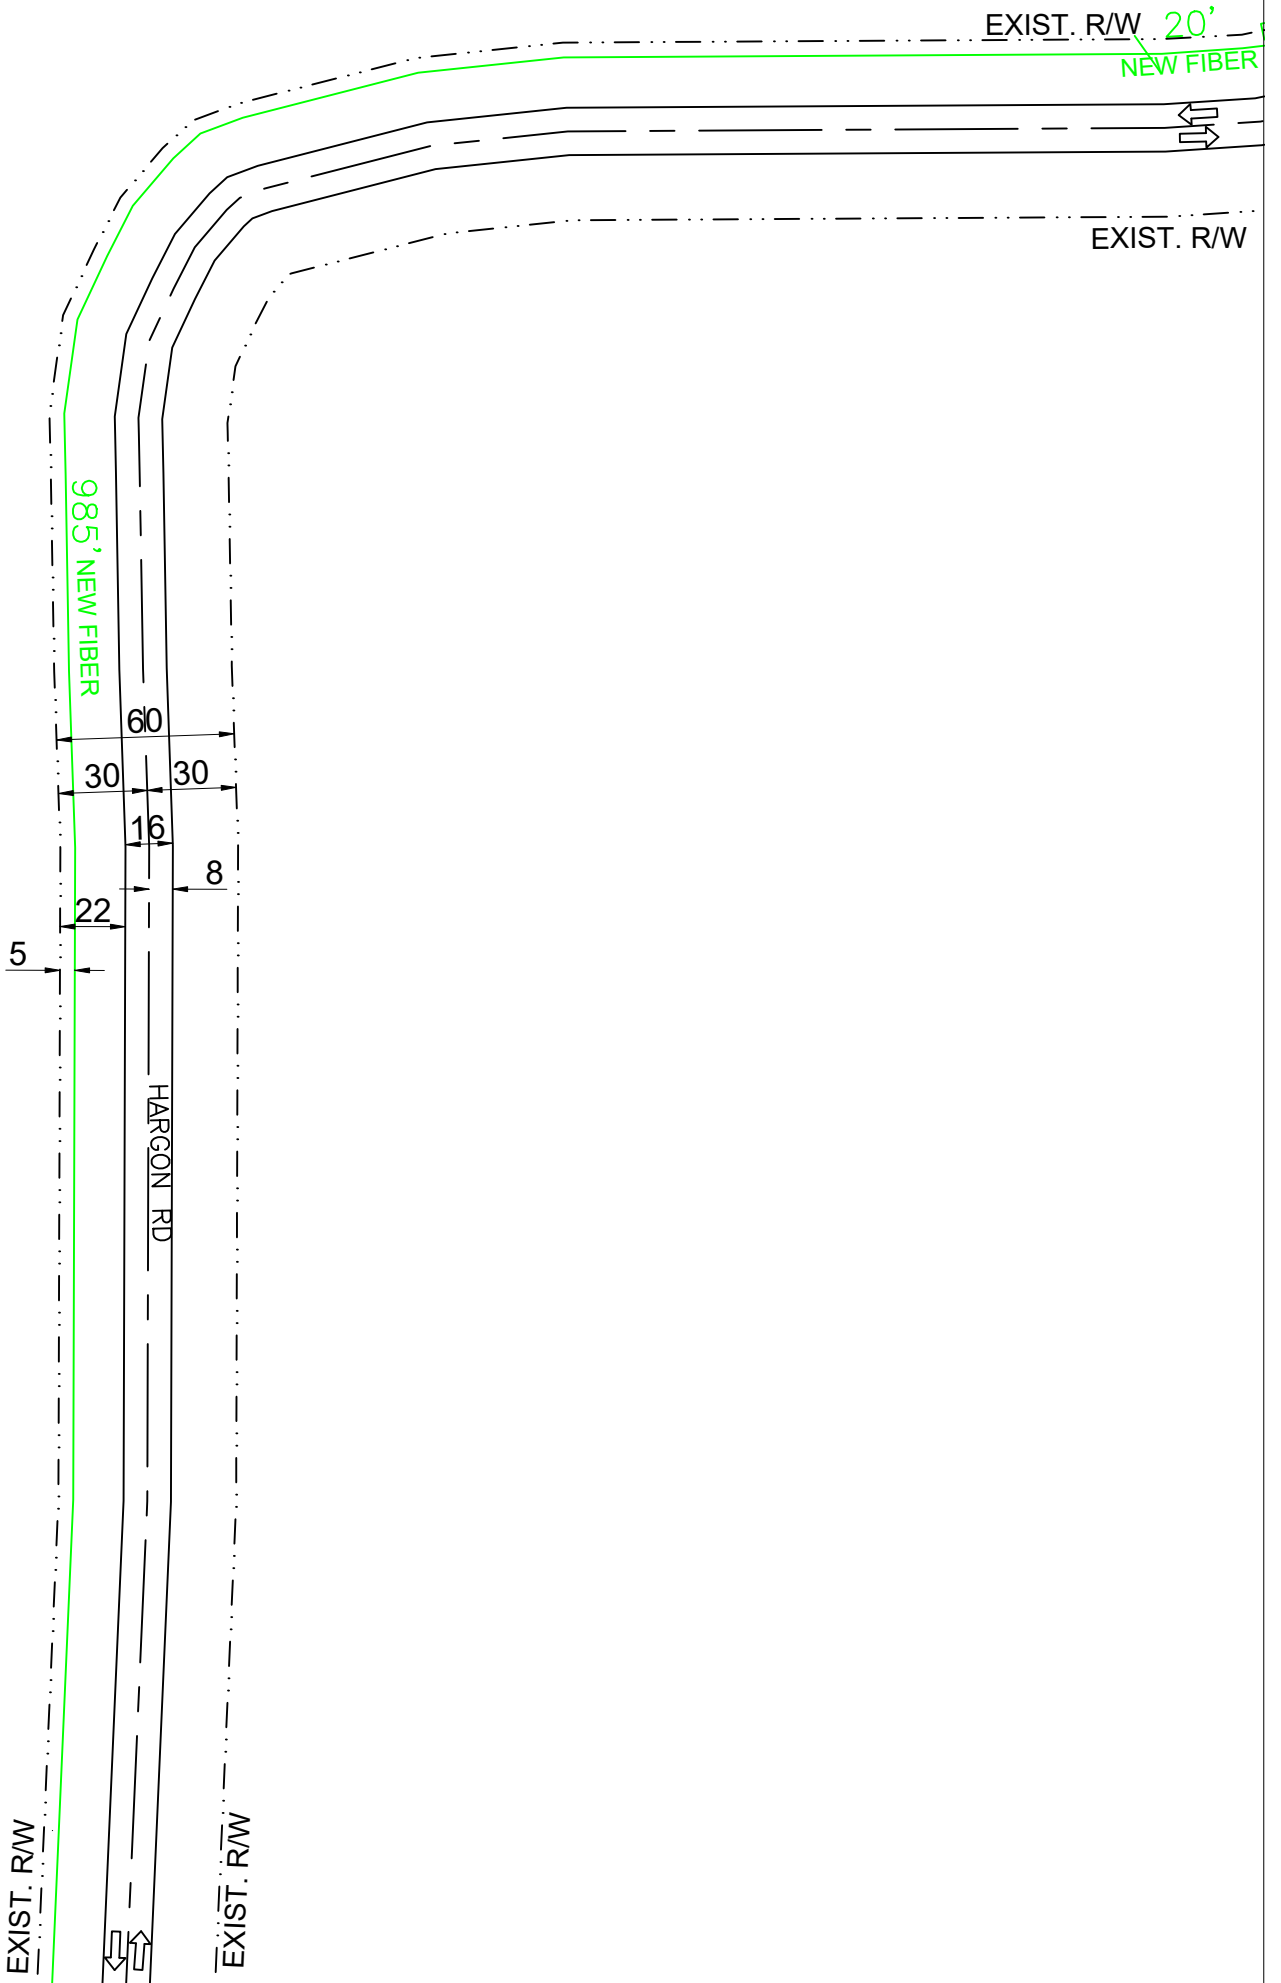 EXIST. R/W
20'
NEW FIBER
EXIST. R/W
985' NEW FIBER
60
30
30
16
8
22
5
HARGON RD
EXIST. R/W
EXIST. R/W